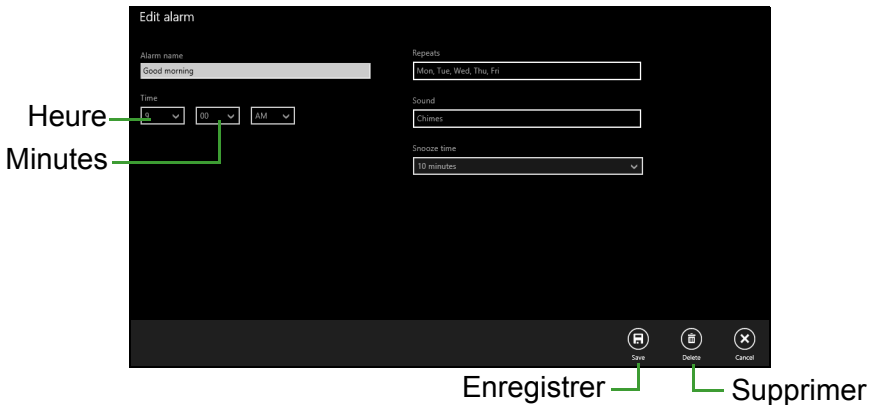 Edit alarm
Alarm name
Good morning
Time
9 00 AM
Repeats
Mon, Tue, Wed, Thu, Fri
Sound
Chimes
Snooze time
10 minutes
Heure
Minutes
Save Delete Cancel
Enregistrer Supprimer